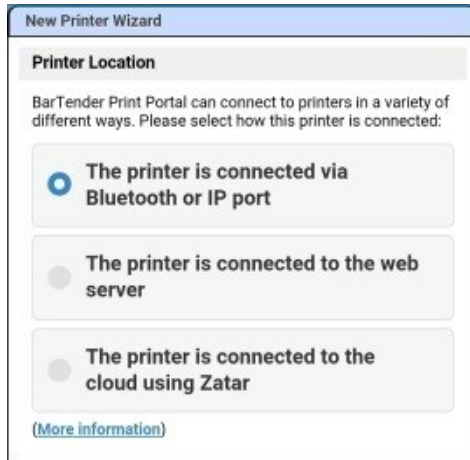 New Printer Wizard
Printer Location
BarTender Print Portal can connect to printers in a variety of
different ways. Please select how this printer is connected:
The printer is connected via
Bluetooth or IP port
The printer is connected to the web
server
The printer is connected to the
cloud using Zatar
(More information)